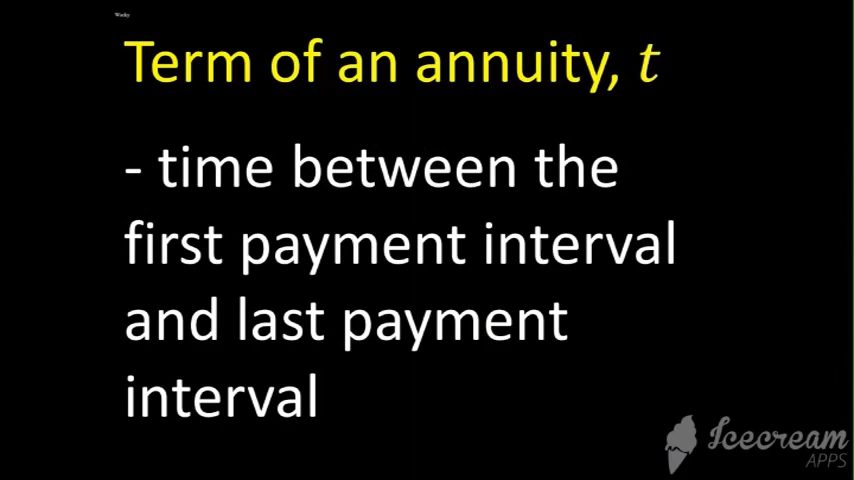 Term of an annuity, t
- time between the
first payment interval
and last payment
interval
Icecream
APPS